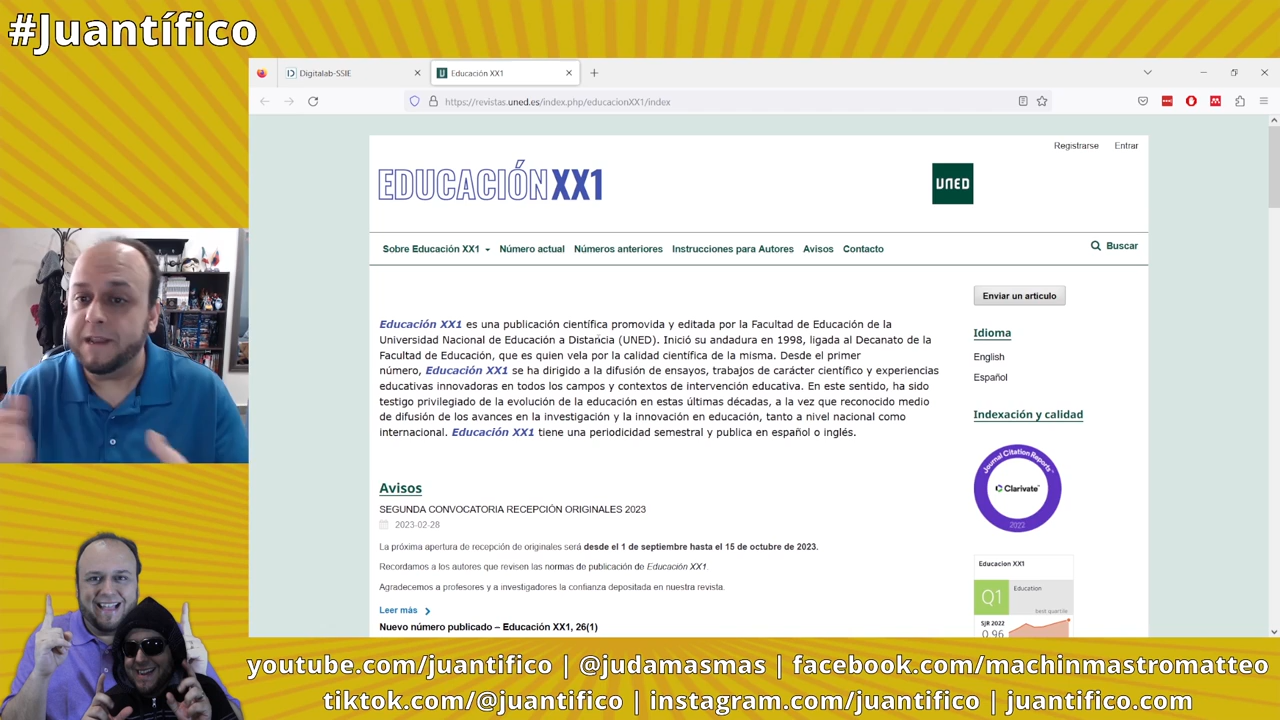 #Juantífico
Digitalab-SSIE
Educación XX1
https://revistas.uned.es/index.php/educacionXX1/index
Registrarse Entrar
EDUCACIÓN XX1
UNED
Sobre Educación XX1 Número actual Números anteriores Instrucciones para Autores Avisos Contacto
Buscar
Enviar un artículo
Educación XX1 es una publicación científica promovida y editada por la Facultad de Educación de la
Universidad Nacional de Educación a Distancia (UNED). Inició su andadura en 1998, ligada al Decanato de la
Facultad de Educación, que es quien vela por la calidad científica de la misma. Desde el primer
número, Educación XX1 se ha dirigido a la difusión de ensayos, trabajos de carácter científico y experiencias
educativas innovadoras en todos los campos y contextos de intervención educativa. En este sentido, ha sido
testigo privilegiado de la evolución de la educación en estas últimas décadas, a la vez que reconocido medio
de difusión de los avances en la investigación y la innovación en educación, tanto a nivel nacional como
internacional. Educación XX1 tiene una periodicidad semestral y publica en español o inglés.
Idioma
English
Español
Indexación y calidad
Journal Citation Reports™
Clarivate™
2022
Educacion XX1
Q1
Education
best quartile
SJR 2022
0.96
Avisos
SEGUNDA CONVOCATORIA RECEPCIÓN ORIGINALES 2023
2023-02-28
La próxima apertura de recepción de originales será desde el 1 de septiembre hasta el 15 de octubre de 2023.
Recordamos a los autores que revisen las normas de publicación de Educación XX1.
Agradecemos a profesores y a investigadores la confianza depositada en nuestra revista.
Leer más
Nuevo número publicado – Educación XX1, 26(1)
youtube.com/juantifico | @judamasmas | facebook.com/machinmastromatteo
tiktok.com/@juantifico | instagram.com/juantifico | juantifico.com